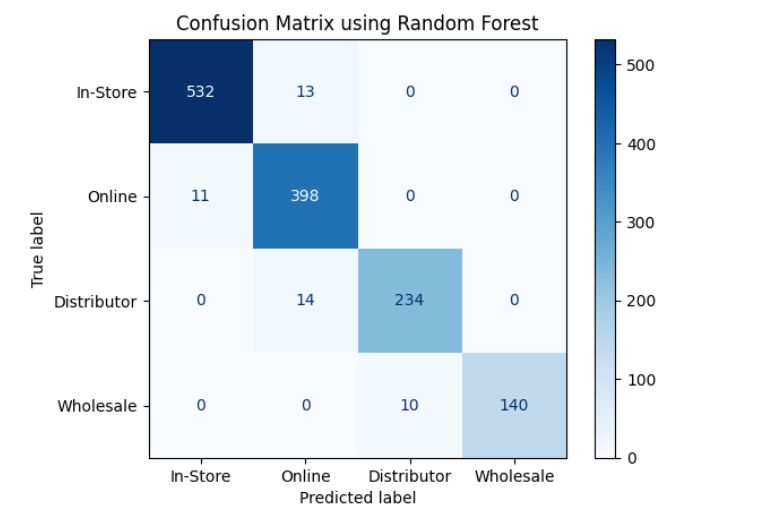 Confusion Matrix using Random Forest
In-Store 532 13 0 0
Online 11 398 0 0
Distributor 0 14 234 0
Wholesale 0 0 10 140
In-Store Online Distributor Wholesale
Predicted label
True label
500
400
300
200
100
0